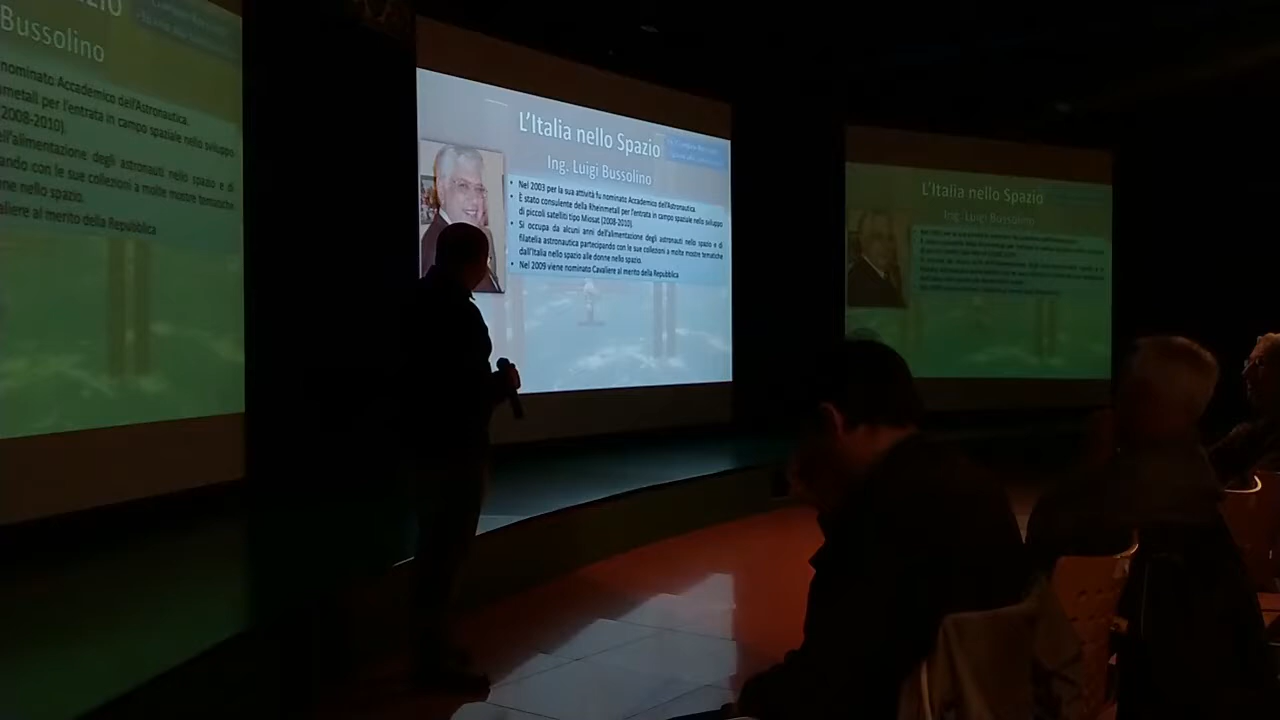 L'Italia nello Spazio
Ing. Luigi Bussolino
• Nel 2003 per la sua attività fu nominato Accademico dell'Astronautica.
• È stato consulente della Rheinmetall per l'entrata in campo spaziale nello sviluppo
di piccoli satelliti tipo Miosat (2008-2010).
• Si occupa da alcuni anni dell'alimentazione degli astronauti nello spazio e di
filatelia astronautica partecipando con le sue collezioni a molte mostre tematiche
dall'Italia nello spazio alle donne nello spazio.
• Nel 2009 viene nominato Cavaliere al merito della Repubblica
Bussolino
nominato Accademico dell'Astronautica.
per l'entrata in campo spaziale nello sviluppo
2008-2010).
dell'alimentazione degli astronauti nello spazio e di
ando con le sue collezioni a molte mostre tematiche
nne nello spazio.
aliere al merito della Repubblica
L'Italia nello Spazio
Ing. Luigi Bussolino